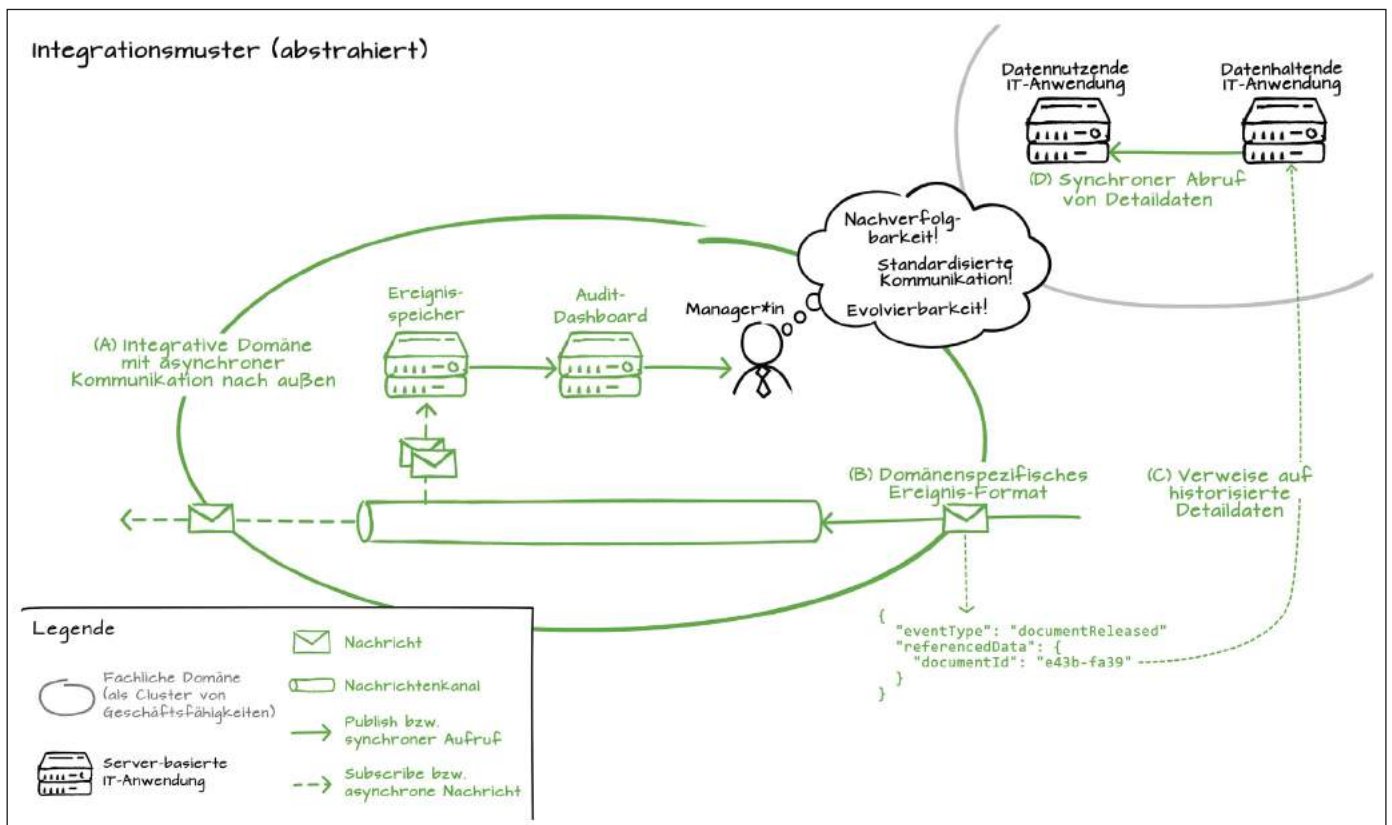 Integrationsmuster (abstrahiert)
Datennutzende
IT-Anwendung
Datenhaltende
IT-Anwendung
(D) Synchroner Abruf
von Detaildaten
Nachverfolg-
barkeit!
Standardisierte
Kommunikation!
Evolvierbarkeit!
Ereignis-
speicher
Audit-
Dashboard
Manager*in
(A) Integrative Domäne
mit asynchroner
Kommunikation nach außen
(B) Domänenspezifisches
Ereignis-Format
(C) Verweise auf
historisierte
Detaildaten
{
"eventType": "documentReleased"
"referencedData": {
"documentId": "e43b-fa39"
}
}
Legende
Fachliche Domäne
(als Cluster von
Geschäftsfähigkeiten)
Server-basierte
IT-Anwendung
Nachricht
Nachrichtenkanal
Publish bzw.
synchroner Aufruf
Subscribe bzw.
asynchrone Nachricht